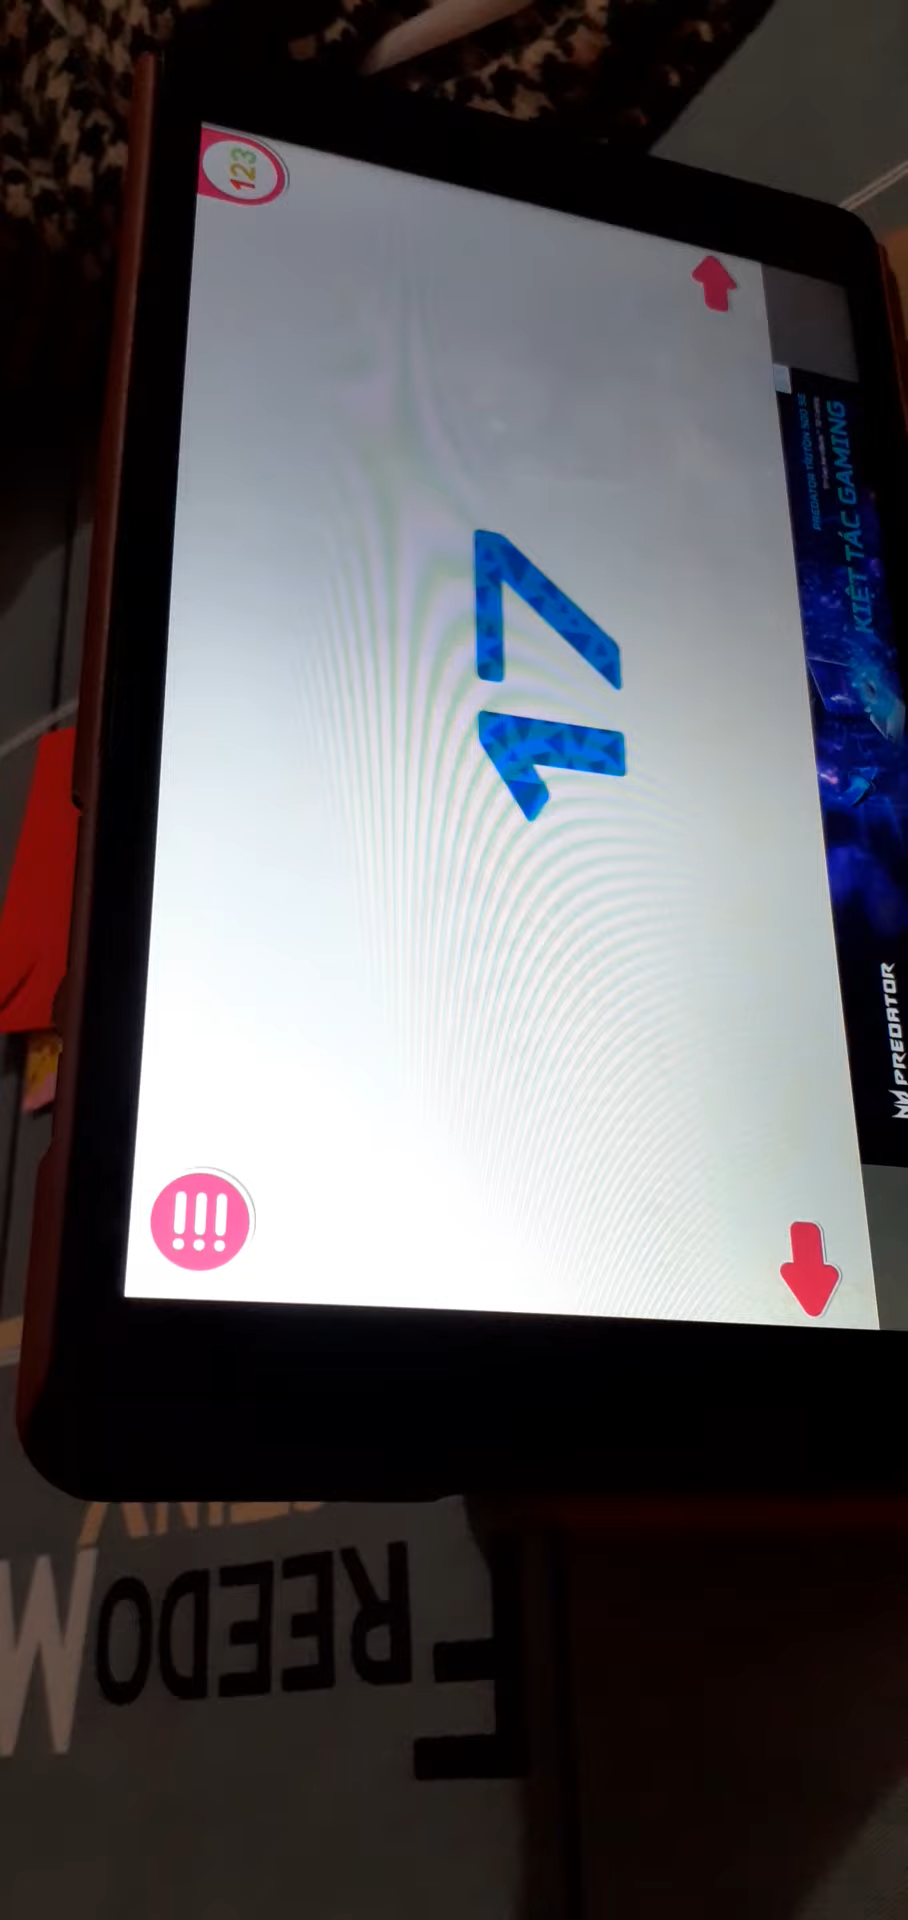 123
17
PREDATOR TRITON 500 SE
KIỆT TÁC GAMING
PREDATOR
FREEDOM